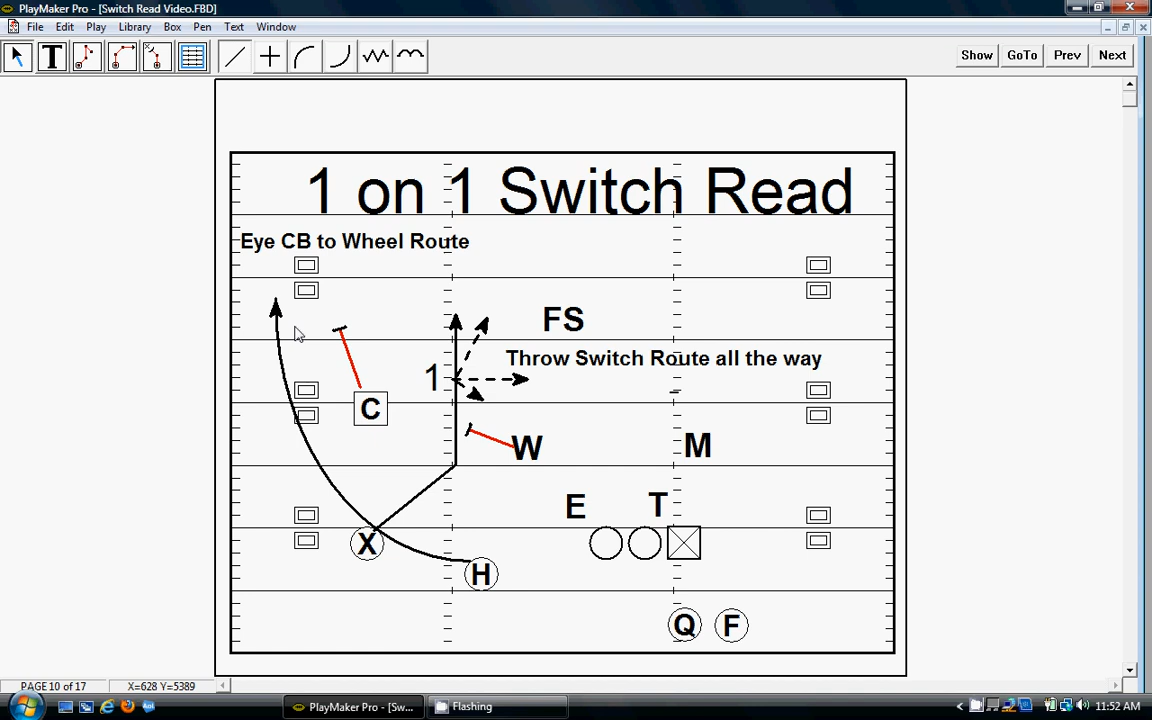 PlayMaker Pro - [Switch Read Video.FBD]
File Edit Play Library Box Pen Text Window
T
Show GoTo Prev Next
1 on 1 Switch Read
Eye CB to Wheel Route
FS
Throw Switch Route all the way
1
C
W
M
E T
X
H
Q F
PAGE 10 of 17 X=628 Y=5389
PlayMaker Pro - [Sw... Flashing 11:52 AM